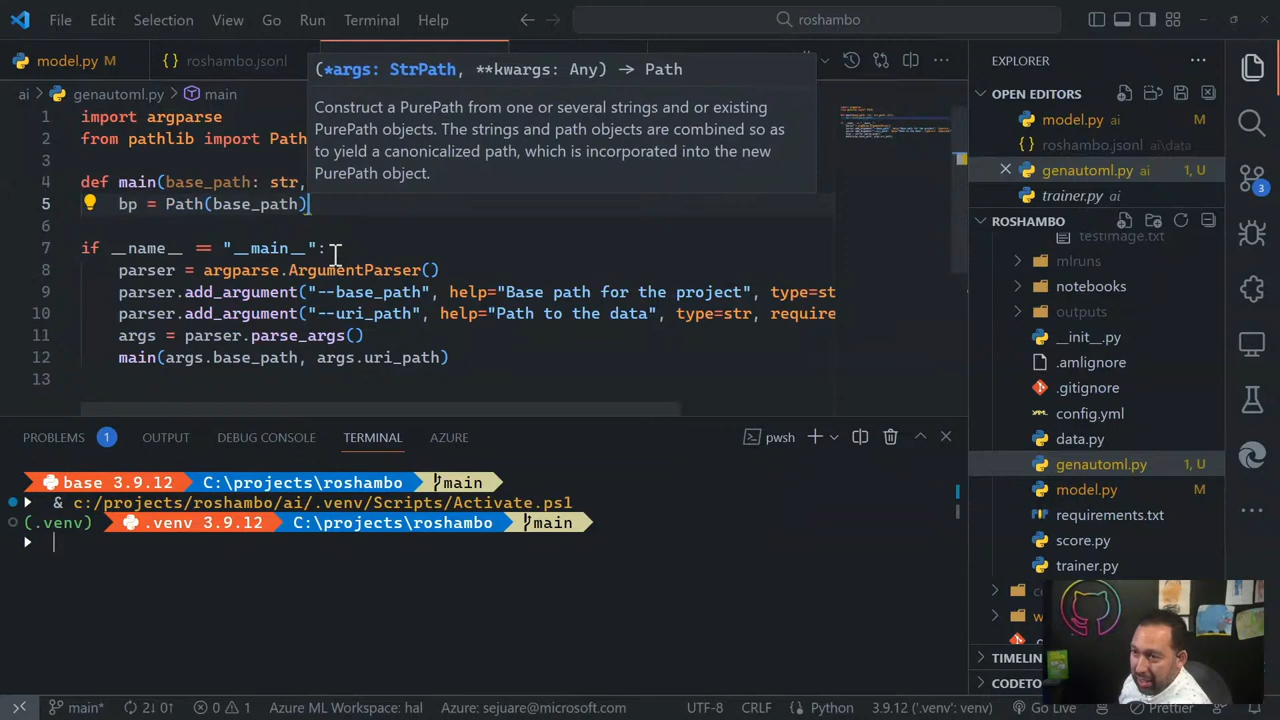 File Edit Selection View Go Run Terminal Help
roshambo
model.py M
roshambo.jsonl
(*args: StrPath, **kwargs: Any) -> Path
Construct a PurePath from one or several strings and or existing
PurePath objects. The strings and path objects are combined so as
to yield a canonicalized path, which is incorporated into the new
PurePath object.
ai > genautoml.py > main
1 import argparse
2 from pathlib import Path
3
4 def main(base_path: str,
5 bp = Path(base_path)
6
7 if __name__ == "__main__":
8 parser = argparse.ArgumentParser()
9 parser.add_argument("--base_path", help="Base path for the project", type=st
10 parser.add_argument("--uri_path", help="Path to the data", type=str, require
11 args = parser.parse_args()
12 main(args.base_path, args.uri_path)
13
PROBLEMS 1 OUTPUT DEBUG CONSOLE TERMINAL AZURE
pwsh
base 3.9.12 C:\projects\roshambo main
& c:/projects/roshambo/ai/.venv/Scripts/Activate.ps1
(.venv) .venv 3.9.12 C:\projects\roshambo main
EXPLORER
OPEN EDITORS
model.py ai M
roshambo.jsonl ai\data
genautoml.py ai 1, U
trainer.py ai
ROSHAMBO
testimage.txt
mlruns
notebooks
outputs
__init__.py
.amlignore
.gitignore
config.yml
data.py
genautoml.py 1, U
model.py M
requirements.txt
score.py
trainer.py
TIMELIN
CODETO
3
main* 2↓ 0↑ 0 1 Azure ML Workspace: hal Azure: sejuare@microsoft.com UTF-8 CRLF Python 3.9.12 ('.venv': venv) Go Live Prettier